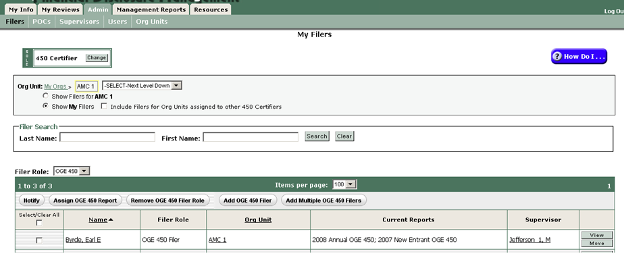 My Info My Reviews Admin Management Reports Resources
Log Ou
Filers POCs Supervisors Users Org Units
My Filers
450 Certifier Change
How Do I...
Org Unit: My Orgs > AMC 1 -SELECT-Next Level Down
Show Filers for AMC 1
Show My Filers Include Filers for Org Units assigned to other 450 Certifiers
Filer Search
Last Name: First Name: Search Clear
Filer Role: OGE 450
1 to 3 of 3 Items per page: 100 1
Notify Assign OGE 450 Report Remove OGE 450 Filer Role Add OGE 450 Filer Add Multiple OGE 450 Filers
Select/Clear All Name Filer Role Org Unit Current Reports Supervisor
Byrde, Earl E OGE 450 Filer AMC 1 2008 Annual OGE 450; 2007 New Entrant OGE 450 Jefferson_1, M View
Move